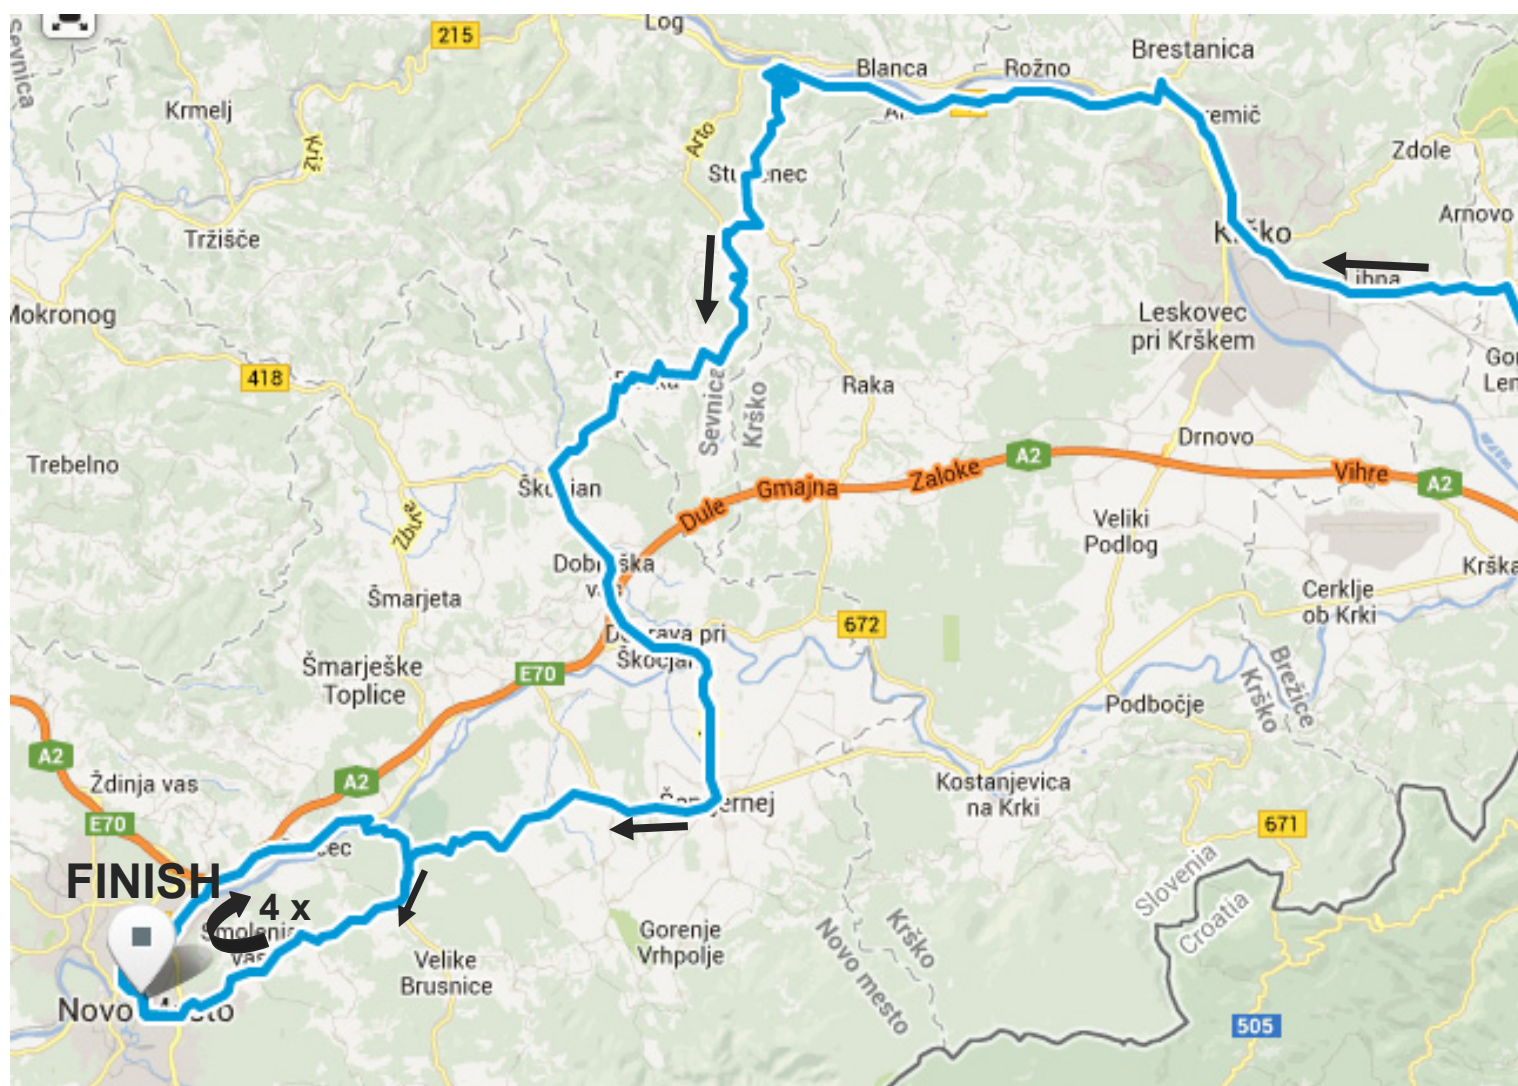 Log
215
Sevnica
Brestanica
Blanca
Rožno
Krmelj
Križ
Arto
Zdole
Arnovo
Tržišče
Mokronog
Leskovec
pri Krškem
418
Raka
Sevnica
Krško
Drnovo
Trebelno
A2
Vihre
A2
Zaloke
Gmajna
Dule
Zbure
Veliki
Podlog
Krška
Cerklje
ob Krki
Šmarjeta
672
Šmarješke
Toplice
E70
Brežice
Krško
Podbočje
A2
Ždinja vas
A2
Kostanjevica
na Krki
E70
671
FINISH
4 x
Slovenia
Croatia
Gorenje
Vrhpolje
Krško
Novo mesto
Velike
Brusnice
Novo
505